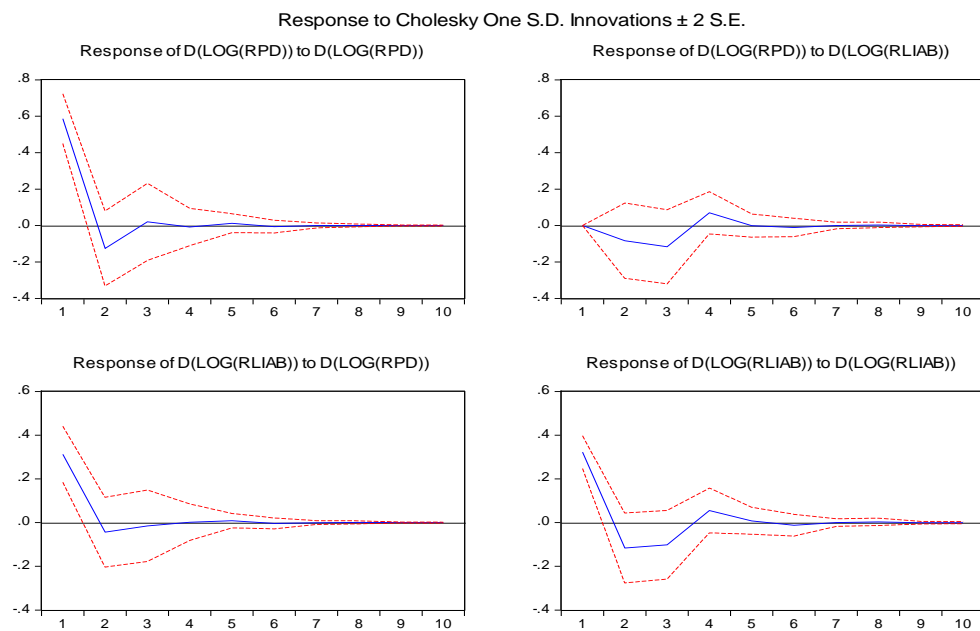 Response to Cholesky One S.D. Innovations ± 2 S.E.
Response of D(LOG(RPD)) to D(LOG(RPD))
.8
.6
.4
.2
.0
-.2
-.4
1 2 3 4 5 6 7 8 9 10
Response of D(LOG(RPD)) to D(LOG(RLIAB))
.8
.6
.4
.2
.0
-.2
-.4
1 2 3 4 5 6 7 8 9 10
Response of D(LOG(RLIAB)) to D(LOG(RPD))
.6
.4
.2
.0
-.2
-.4
1 2 3 4 5 6 7 8 9 10
Response of D(LOG(RLIAB)) to D(LOG(RLIAB))
.6
.4
.2
.0
-.2
-.4
1 2 3 4 5 6 7 8 9 10